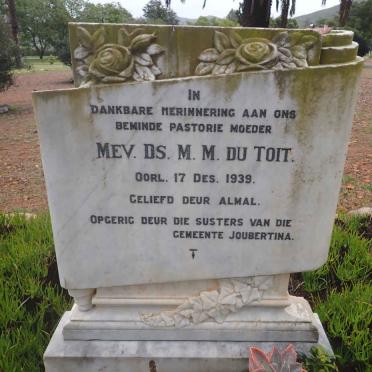 IN
DANKBARE HERINNERING AAN ONS
BEMINDE PASTORIE MOEDER
MEV. DS. M. M. DU TOIT.
OORL. 17 DES. 1939.
GELIEFD DEUR ALMAL.
OPGERIG DEUR DIE SUSTERS VAN DIE
GEMEENTE JOUBERTINA.